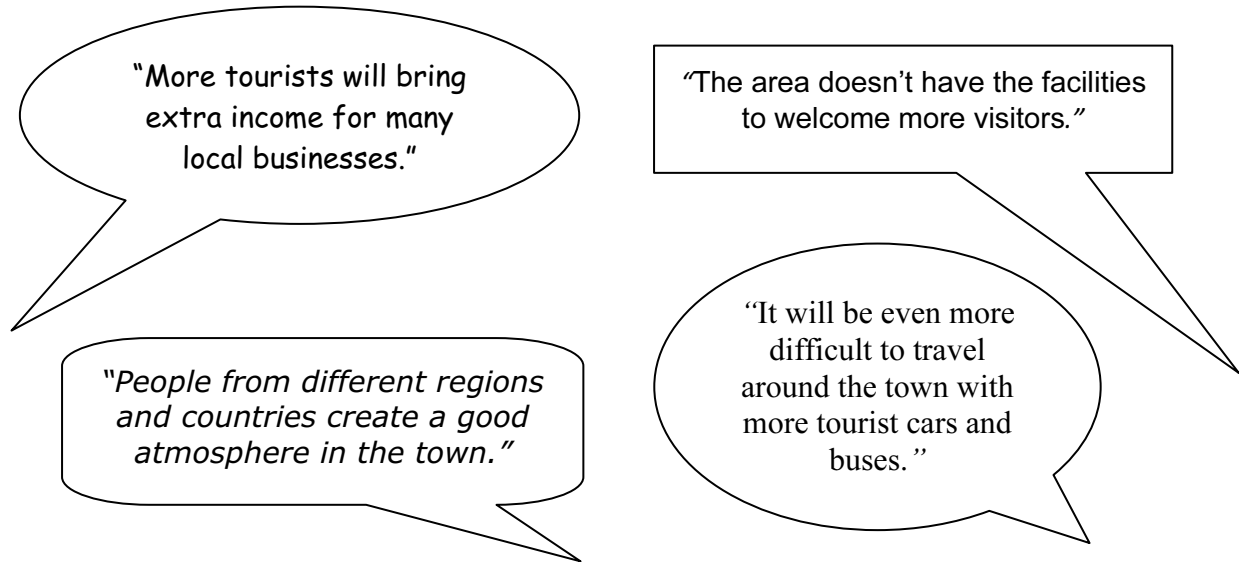 “More tourists will bring
extra income for many
local businesses.”
“The area doesn’t have the facilities
to welcome more visitors.”
“People from different regions
and countries create a good
atmosphere in the town.”
“It will be even more
difficult to travel
around the town with
more tourist cars and
buses.”